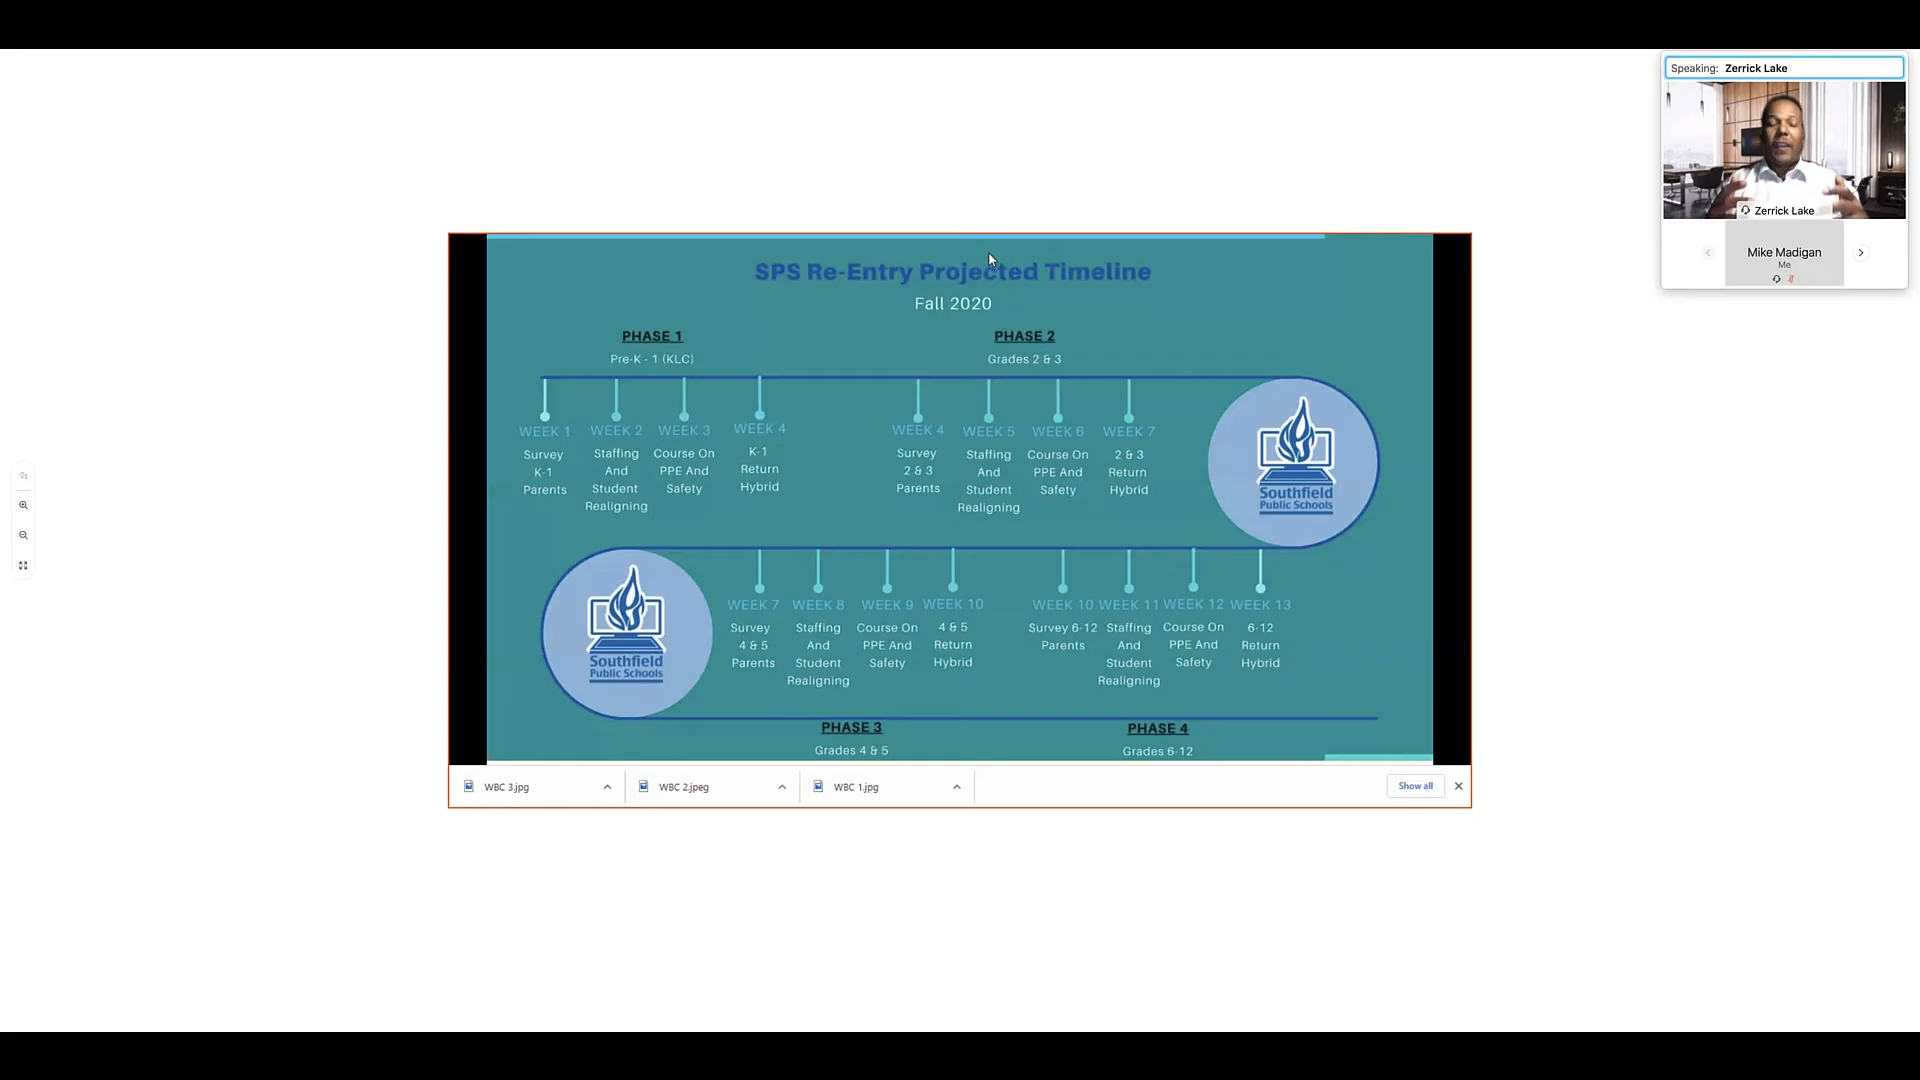 Speaking: Zerrick Lake
Zerrick Lake
Mike Madigan
Me
SPS Re-Entry Projected Timeline
Fall 2020
PHASE 1
Pre-K - 1 (KLC)
PHASE 2
Grades 2 & 3
WEEK 1
Survey
K-1
Parents
WEEK 2
Staffing
And
Student
Realigning
WEEK 3
Course On
PPE And
Safety
WEEK 4
K-1
Return
Hybrid
WEEK 4
Survey
2 & 3
Parents
WEEK 5
Staffing
And
Student
Realigning
WEEK 6
Course On
PPE And
Safety
WEEK 7
2 & 3
Return
Hybrid
Southfield
Public Schools
Southfield
Public Schools
WEEK 7
Survey
4 & 5
Parents
WEEK 8
Staffing
And
Student
Realigning
WEEK 9
Course On
PPE And
Safety
WEEK 10
4 & 5
Return
Hybrid
WEEK 10
Survey 6-12
Parents
WEEK 11
Staffing
And
Student
Realigning
WEEK 12
Course On
PPE And
Safety
WEEK 13
6-12
Return
Hybrid
PHASE 3
Grades 4 & 5
PHASE 4
Grades 6-12
WBC 3.jpg
WBC 2.jpeg
WBC 1.jpg
Show all